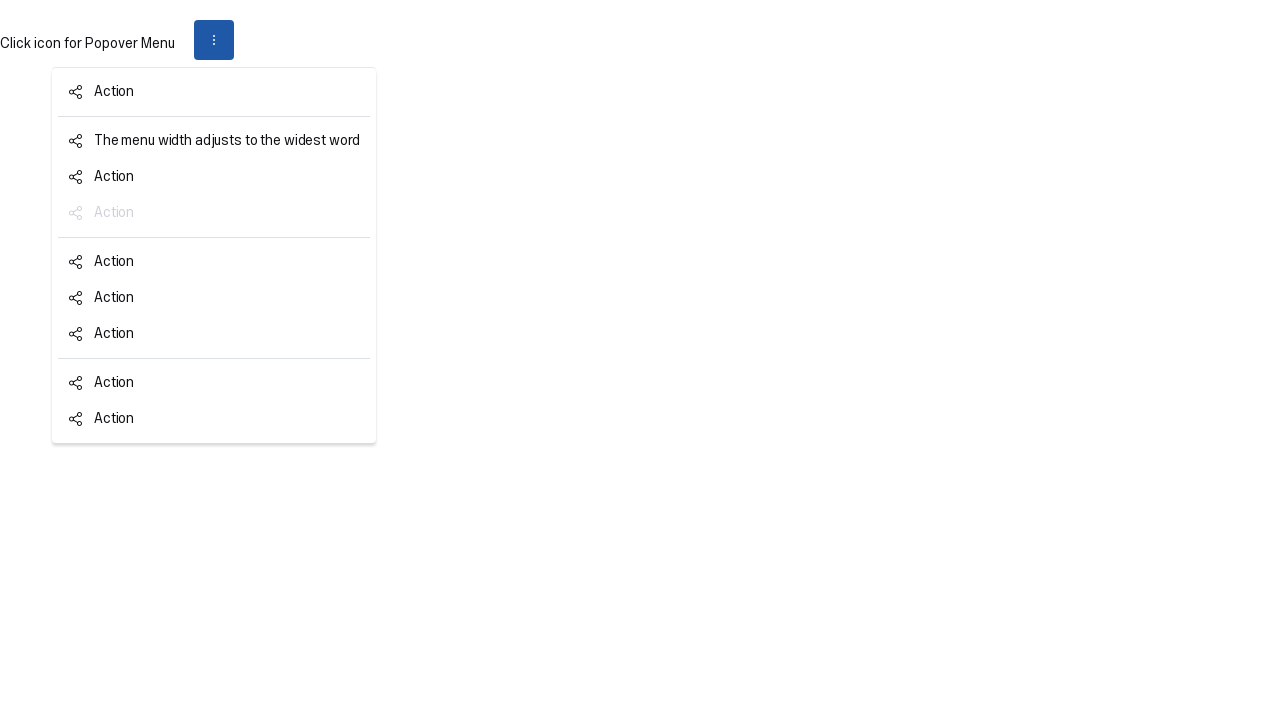 Click icon for Popover Menu
Action
The menu width adjusts to the widest word
Action
Action
Action
Action
Action
Action
Action